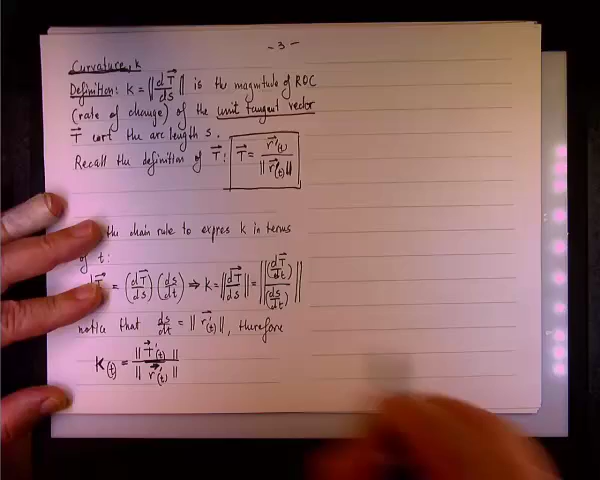 - 3 -
Curvature, k
Definition: K = ||dT⃗/ds|| is the magnitude of ROC
(rate of change) of the unit tangent vector
T⃗ wrt the arc length s.
Recall the definition of T⃗: T⃗ = r⃗'(t) / ||r⃗'(t)||
the chain rule to expres k in terms
of t:
dT⃗ = (dT⃗/ds) (ds/dt) ⇒ k = ||dT⃗/ds|| = ||(dT⃗/dt)/(ds/dt)||
notice that ds/dt = ||r⃗'(t)||, therefore
K(t) = ||T⃗'(t)|| / ||r⃗'(t)||